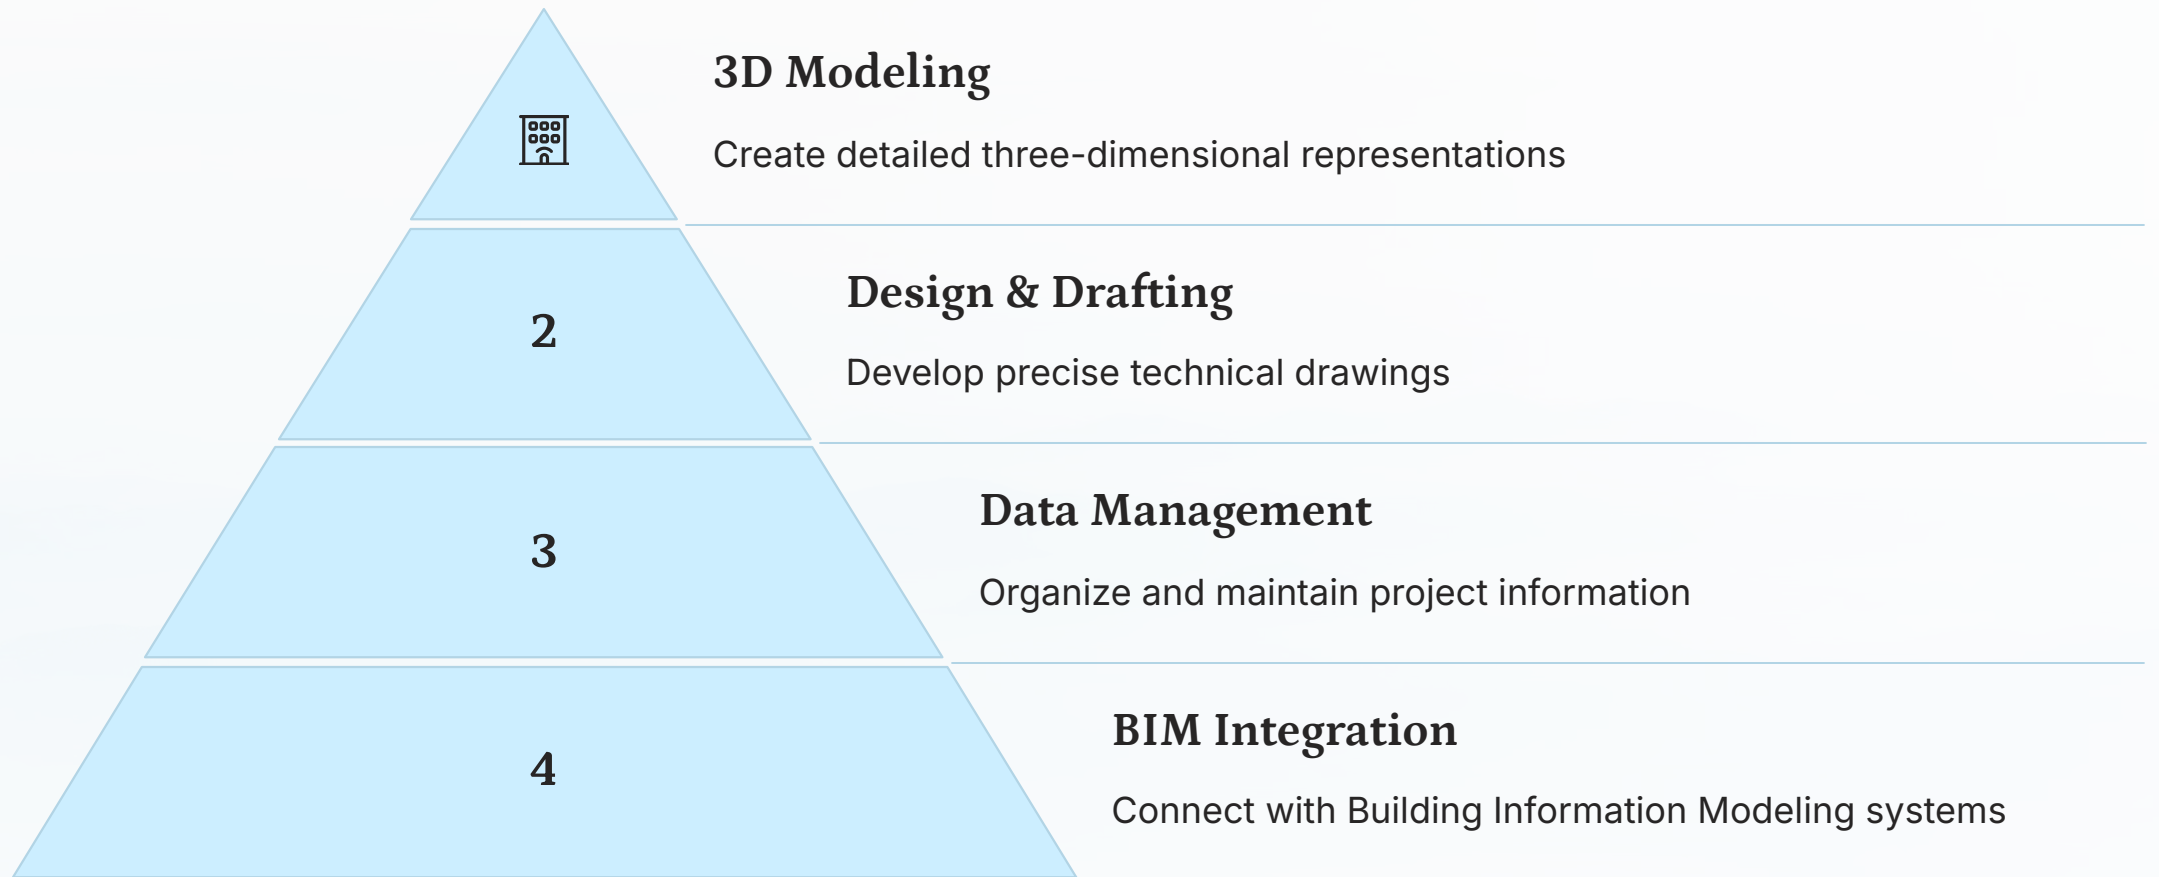 3D Modeling
Create detailed three-dimensional representations
2
Design & Drafting
Develop precise technical drawings
3
Data Management
Organize and maintain project information
4
BIM Integration
Connect with Building Information Modeling systems